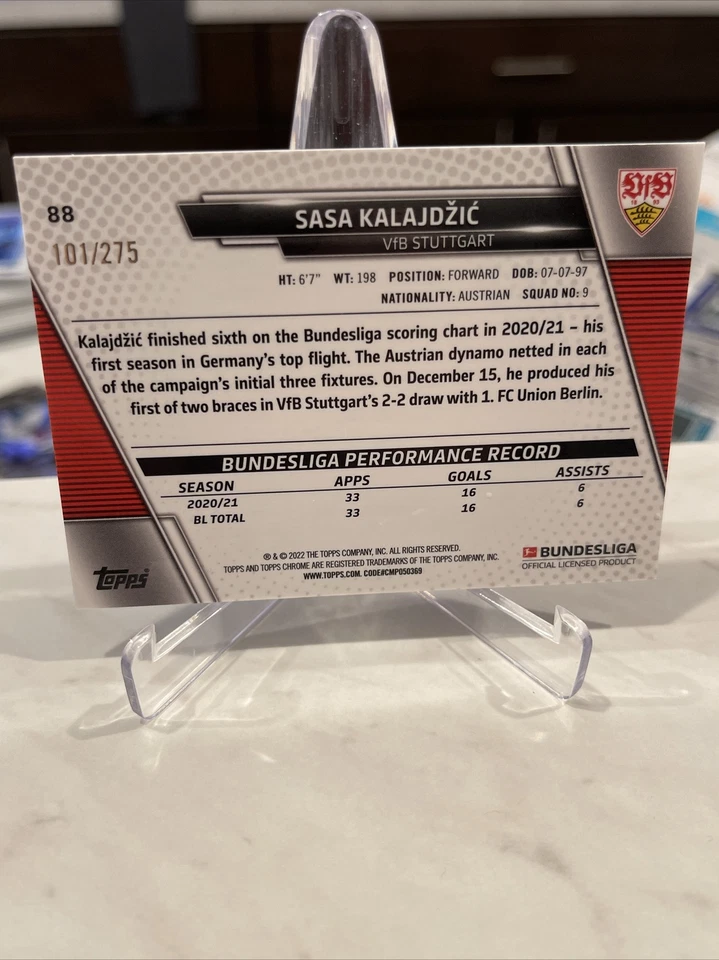 88
101/275
SASA KALAJDŽIĆ
VfB STUTTGART
VfB
1893
HT: 6'7" WT: 198 POSITION: FORWARD DOB: 07-07-97
NATIONALITY: AUSTRIAN SQUAD NO: 9
Kalajdžić finished sixth on the Bundesliga scoring chart in 2020/21 – his
first season in Germany's top flight. The Austrian dynamo netted in each
of the campaign's initial three fixtures. On December 15, he produced his
first of two braces in VfB Stuttgart's 2-2 draw with 1. FC Union Berlin.
BUNDESLIGA PERFORMANCE RECORD
SEASON APPS GOALS ASSISTS
2020/21 33 16 6
BL TOTAL 33 16 6
® & © 2022 THE TOPPS COMPANY, INC. ALL RIGHTS RESERVED.
TOPPS AND TOPPS CHROME ARE REGISTERED TRADEMARKS OF THE TOPPS COMPANY, INC.
WWW.TOPPS.COM. CODE#CMP050369
Topps
BUNDESLIGA
OFFICIAL LICENSED PRODUCT